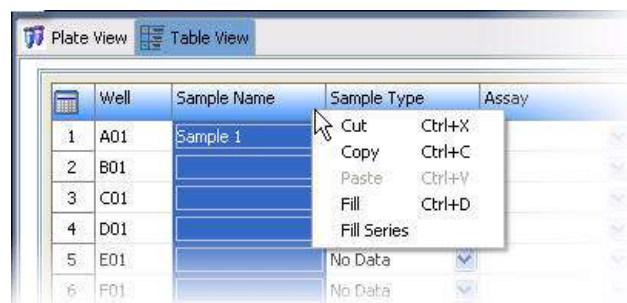 Plate View Table View
Well Sample Name Sample Type Assay
1 A01 Sample 1
2 B01
3 C01
4 D01
5 E01 No Data
6 F01 No Data
Cut Ctrl+X
Copy Ctrl+C
Paste Ctrl+V
Fill Ctrl+D
Fill Series